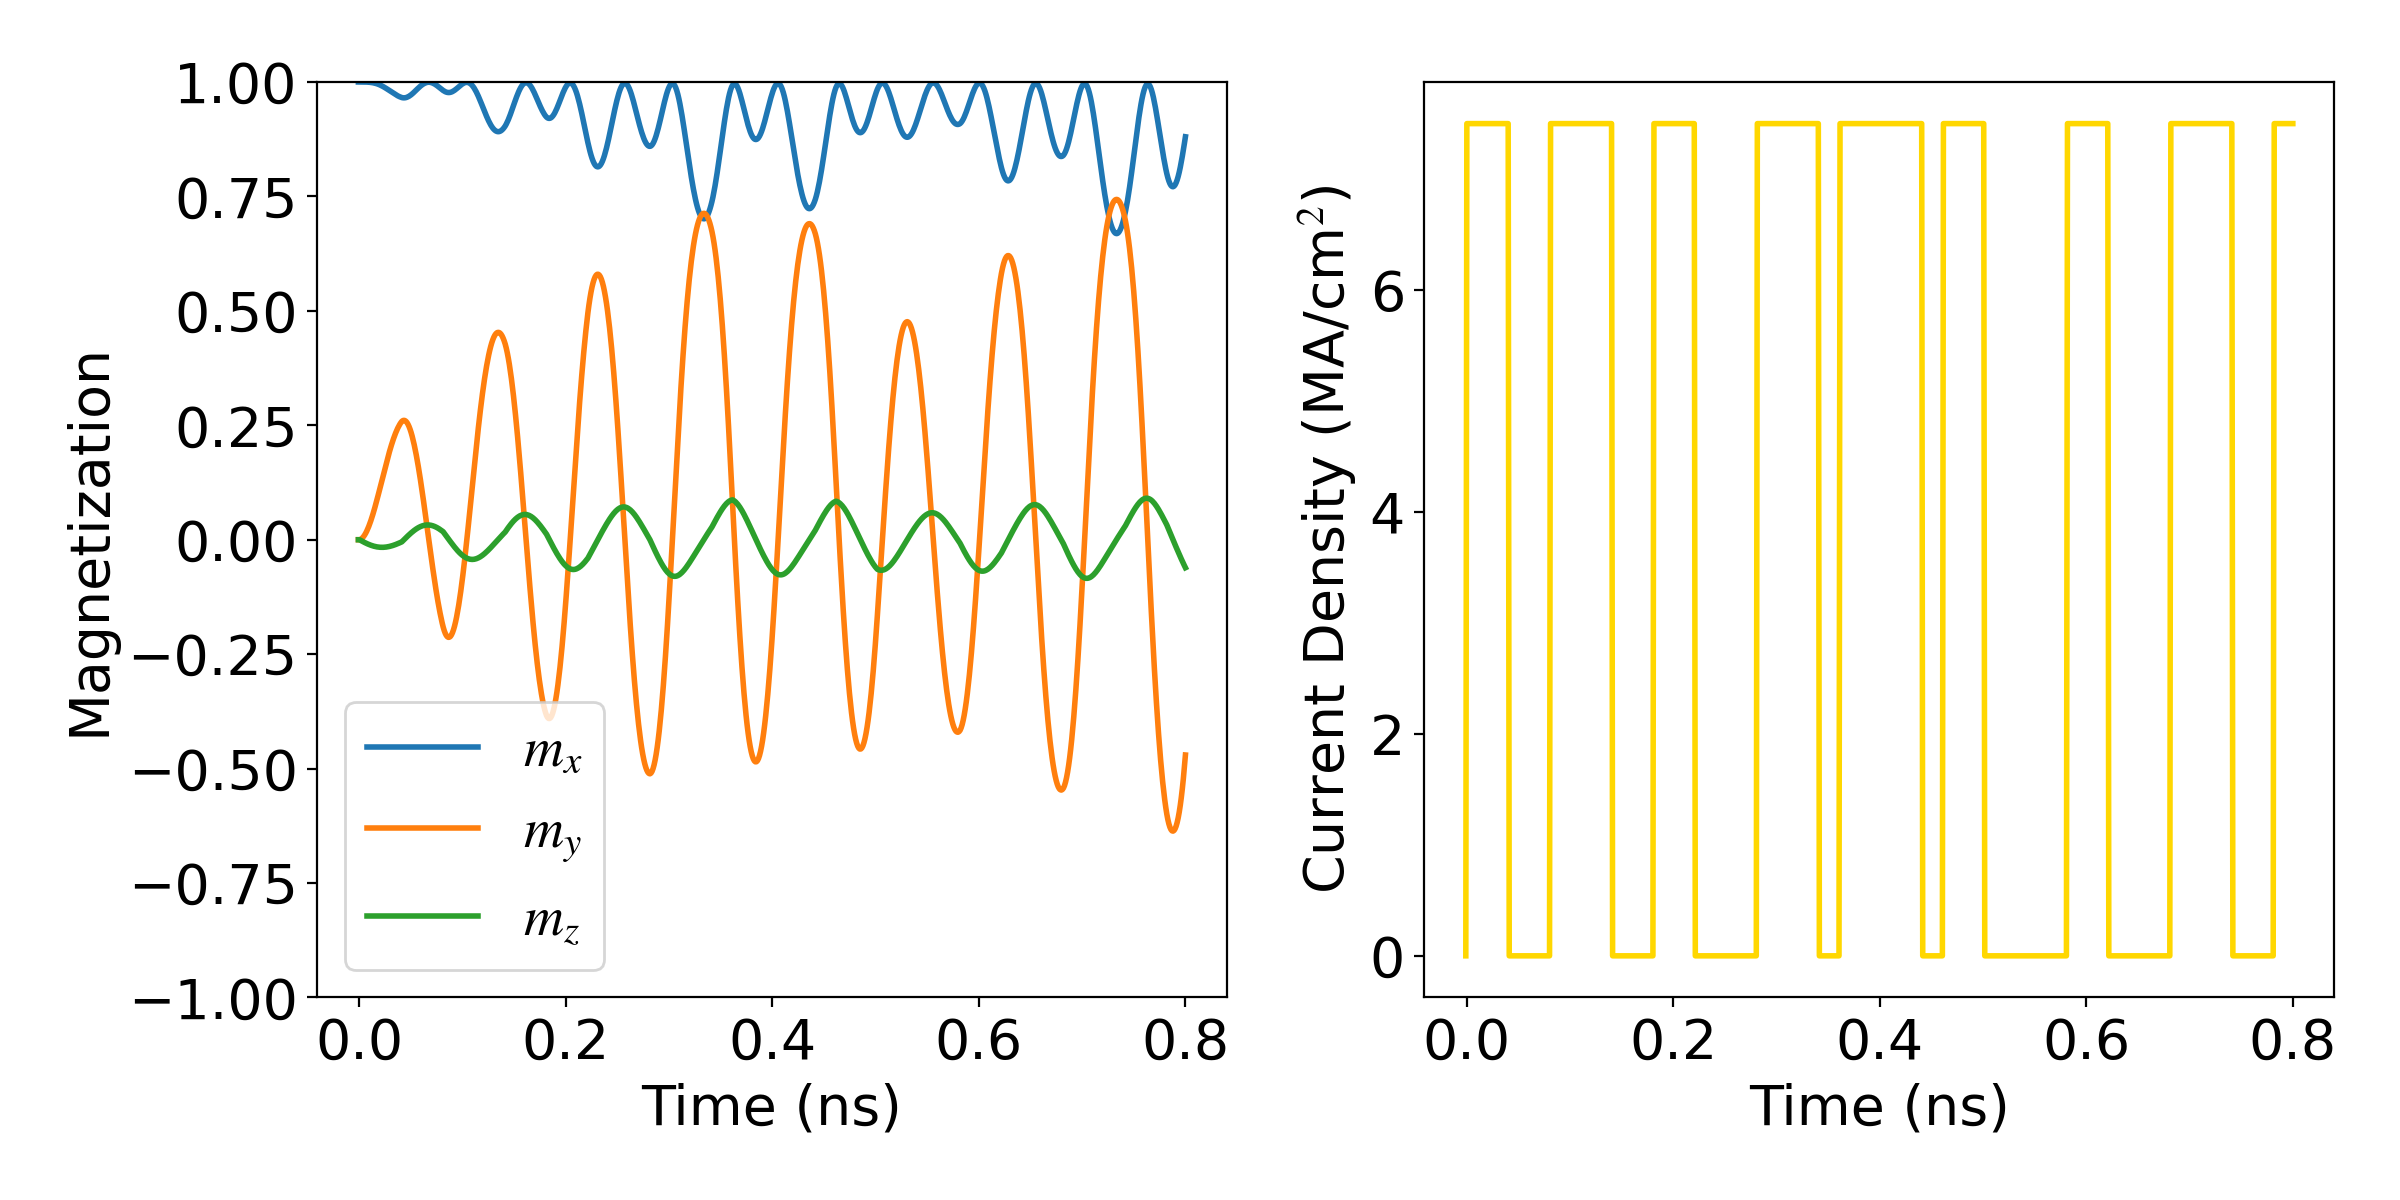 1.00
0.75
0.50
0.25
0.00
−0.25
−0.50
−0.75
−1.00
Magnetization
m_x
m_y
m_z
0.0 0.2 0.4 0.6 0.8
Time (ns)
6
4
2
0
Current Density (MA/cm²)
0.0 0.2 0.4 0.6 0.8
Time (ns)